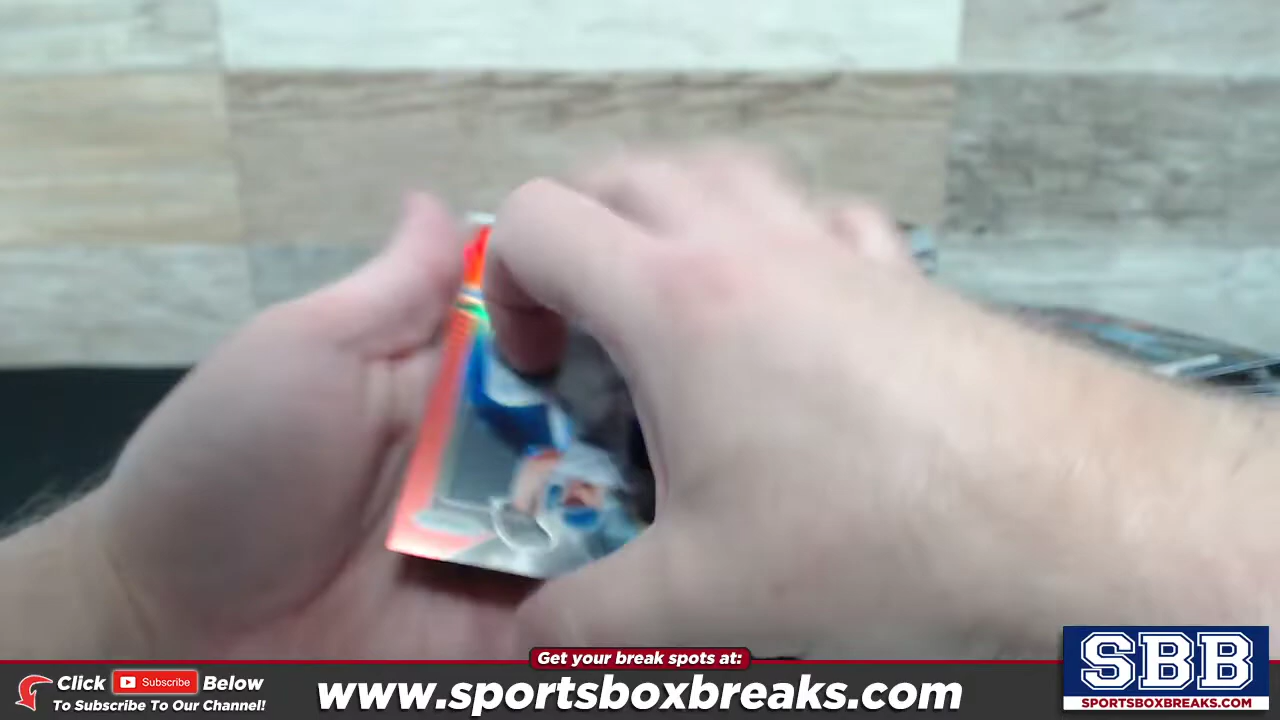 Get your break spots at:
Click Subscribe Below
To Subscribe To Our Channel!
www.sportsboxbreaks.com
SBB
SPORTSBOXBREAKS.COM